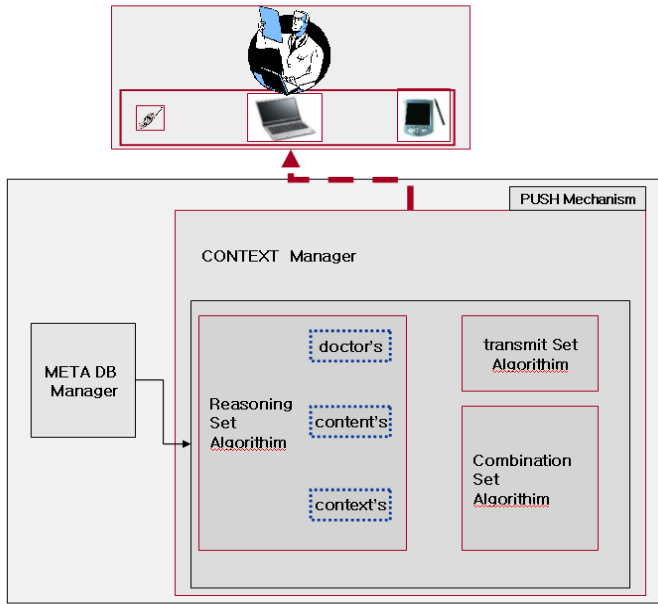 PUSH Mechanism
CONTEXT Manager
META DB
Manager
Reasoning
Set
Algorithim
doctor's
content's
context's
transmit Set
Algorithim
Combination
Set
Algorithim